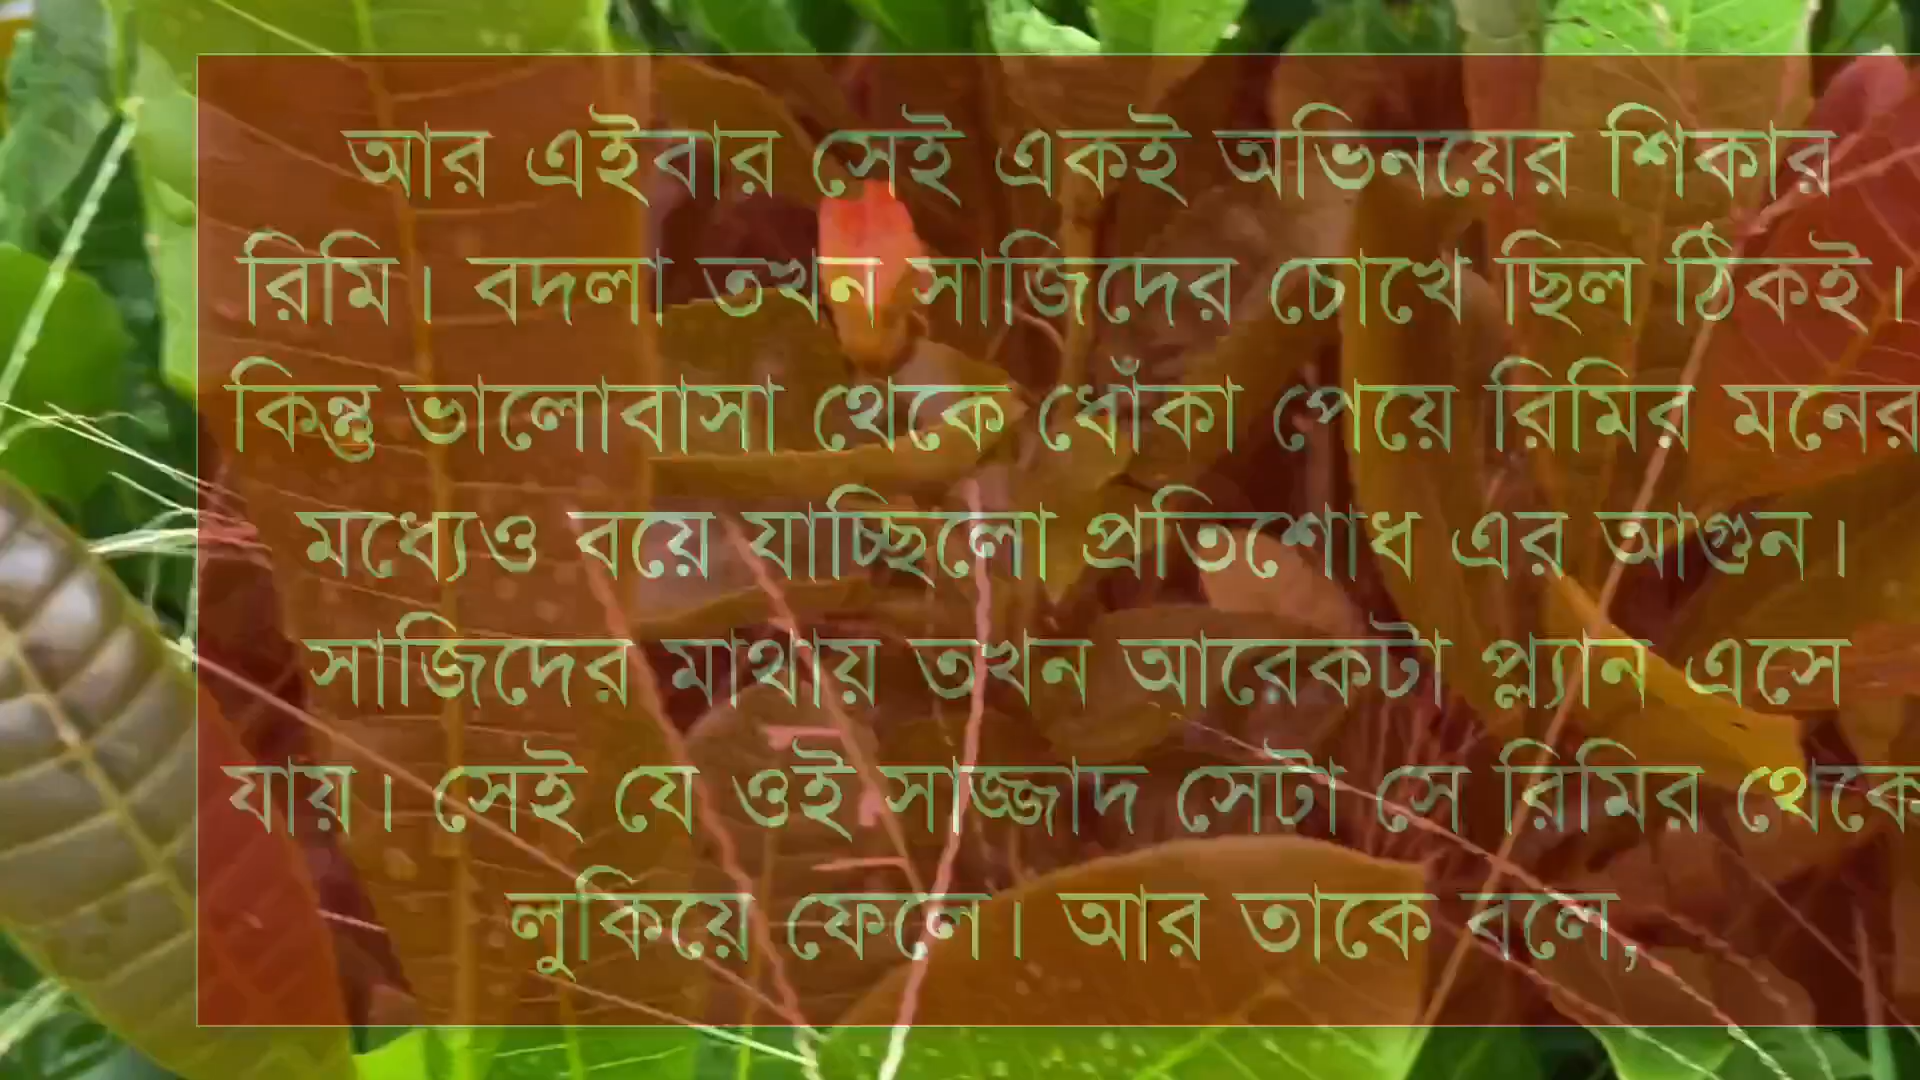 আর এইবার সেই একই অভিনয়ের শিকার
রিমি। বদলা তখন সাজিদের চোখে ছিল ঠিকই।
কিন্তু ভালোবাসা থেকে ধোঁকা পেয়ে রিমির মনের
মধ্যেও বয়ে যাচ্ছিলো প্রতিশোধ এর আগুন।
সাজিদের মাথায় তখন আরেকটা প্ল্যান এসে
যায়। সেই যে ওই সাজ্জাদ সেটা সে রিমির থেকে
লুকিয়ে ফেলে। আর তাকে বলে,